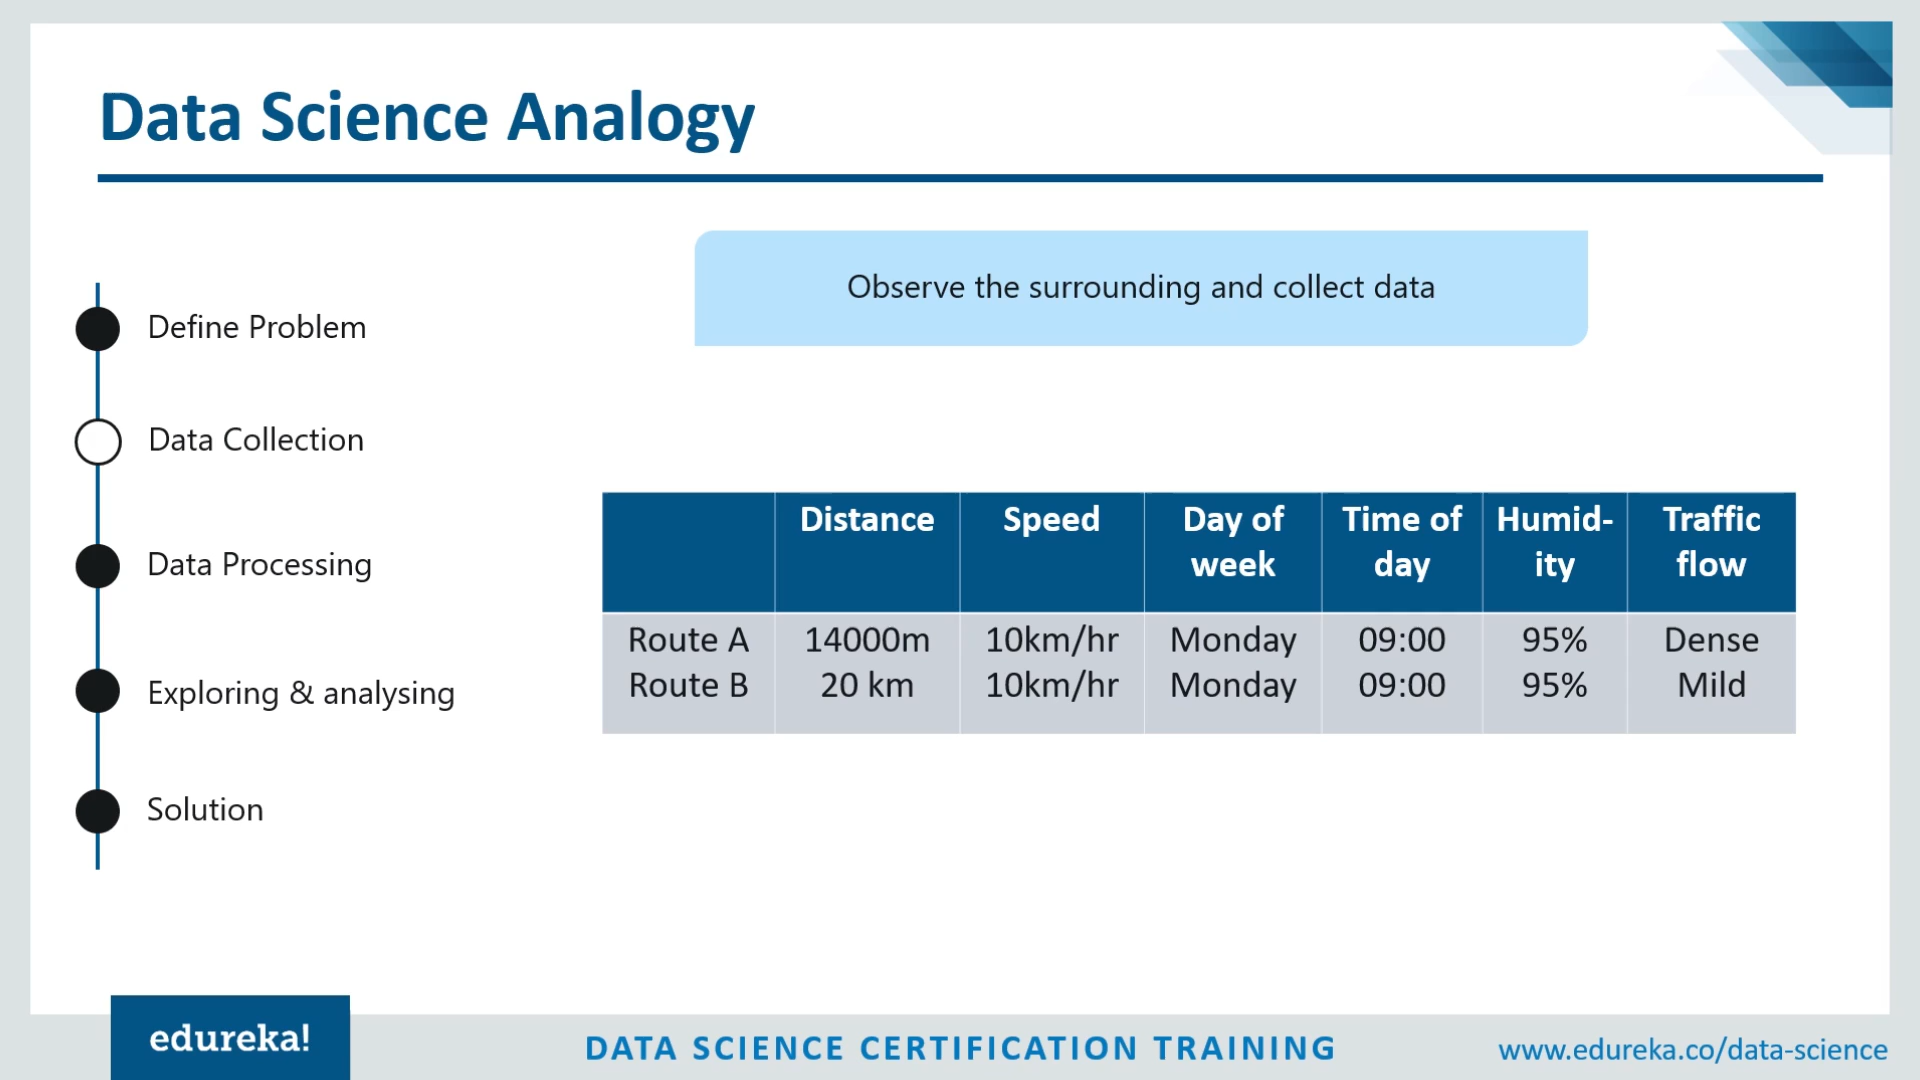 Data Science Analogy
Observe the surrounding and collect data
Define Problem
Data Collection
Data Processing
Exploring & analysing
Solution
Distance Speed Day of week Time of day Humid-ity Traffic flow
Route A 14000m 10km/hr Monday 09:00 95% Dense
Route B 20 km 10km/hr Monday 09:00 95% Mild
edureka!
DATA SCIENCE CERTIFICATION TRAINING
www.edureka.co/data-science